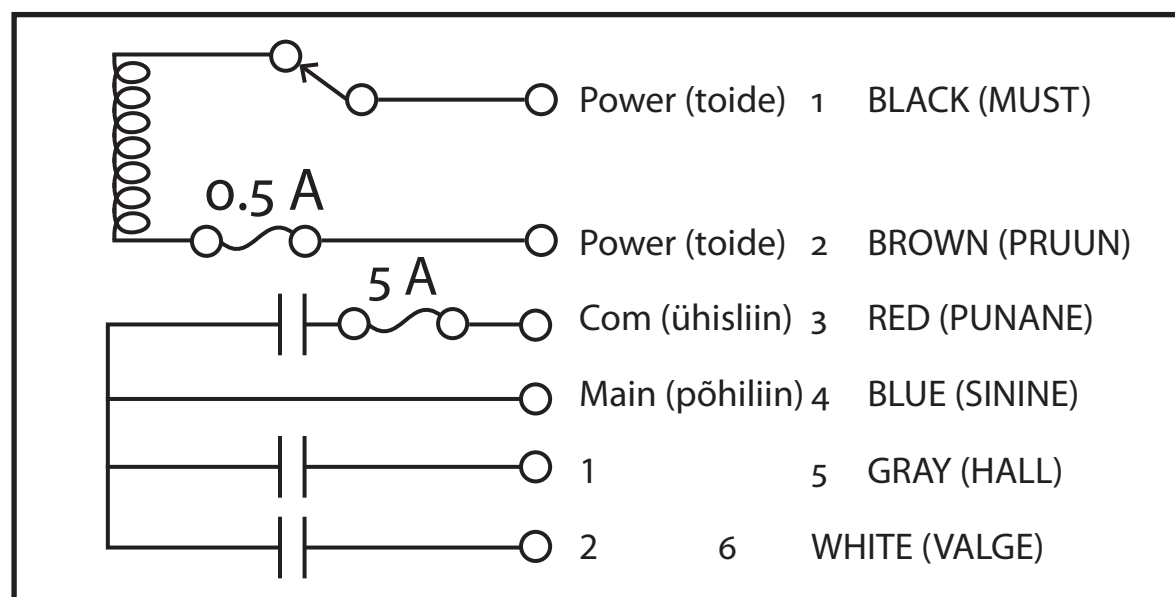 Power (toide) 1 BLACK (MUST)
0.5 A
Power (toide) 2 BROWN (PRUUN)
5 A
Com (ühisliin) 3 RED (PUNANE)
Main (põhiliin) 4 BLUE (SININE)
1 5 GRAY (HALL)
2 6 WHITE (VALGE)